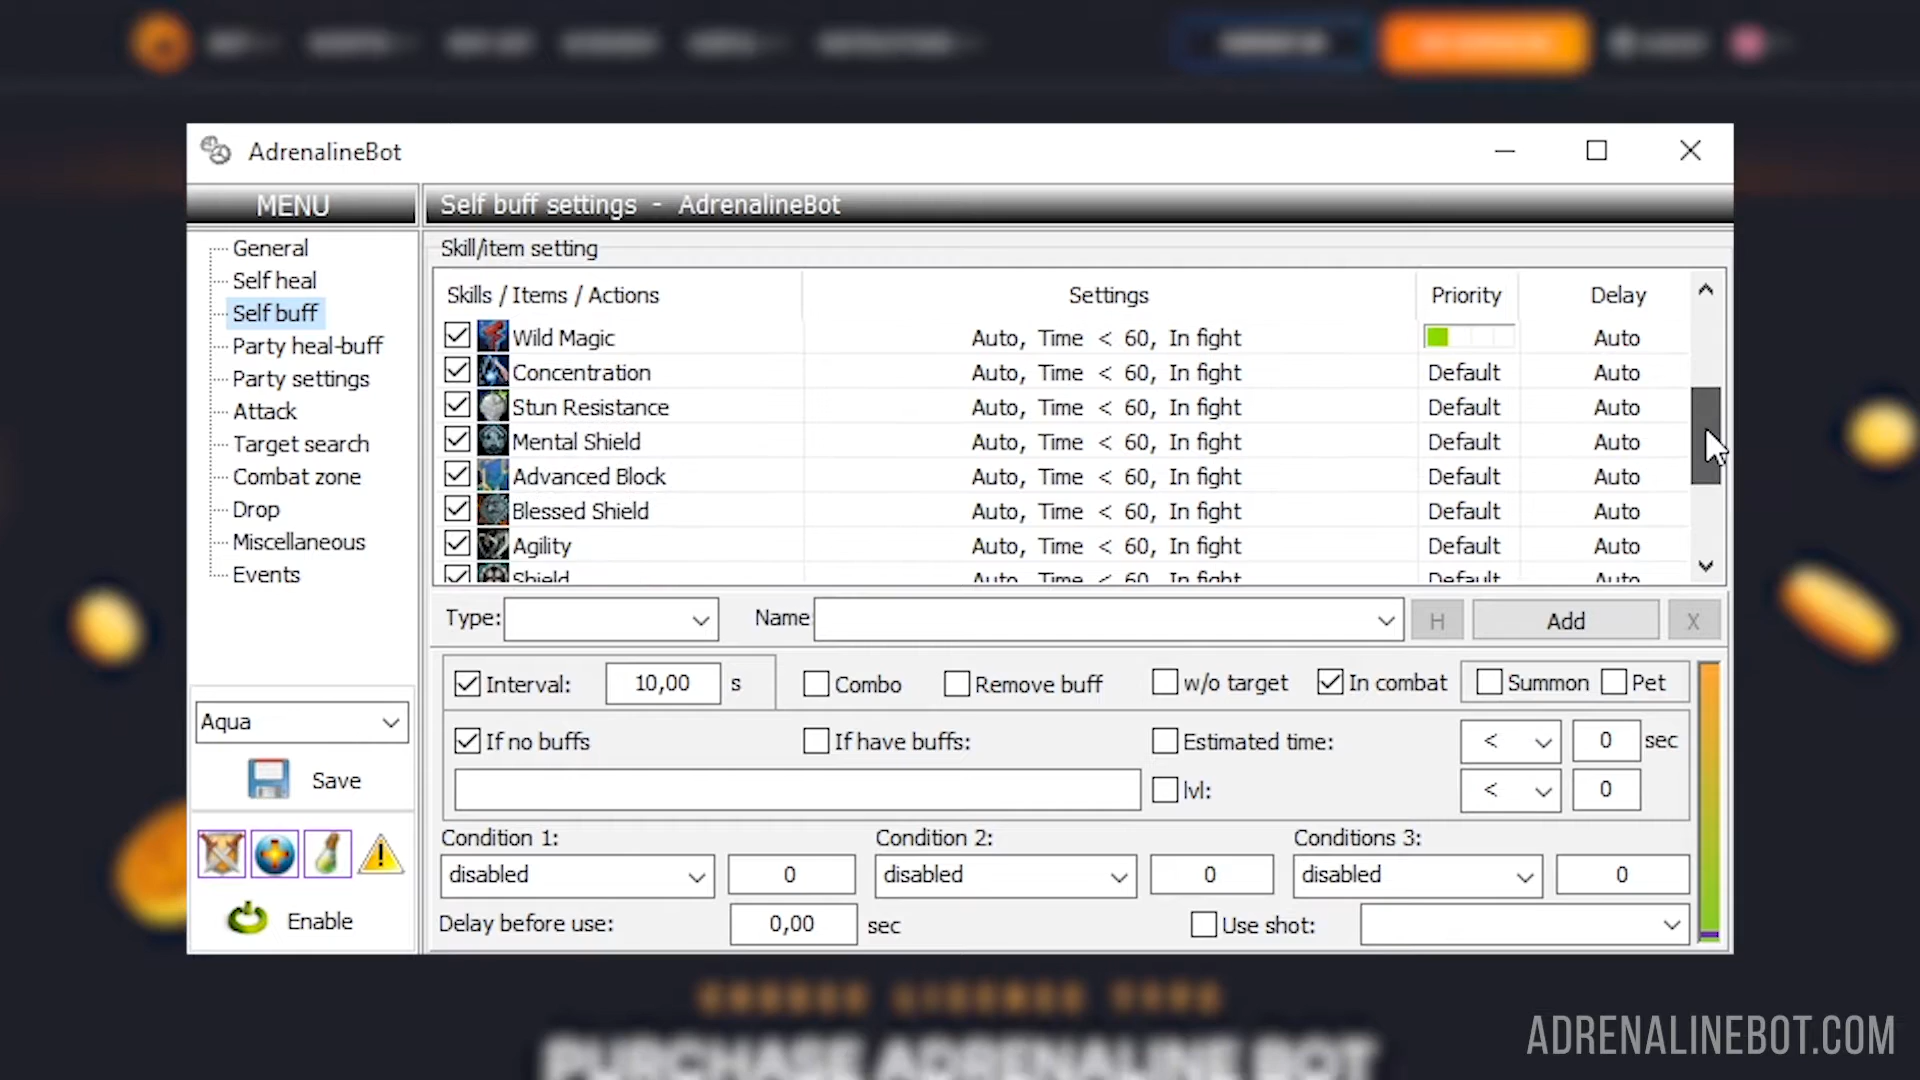 AdrenalineBot
MENU
Self buff settings - AdrenalineBot
General
Self heal
Self buff
Party heal-buff
Party settings
Attack
Target search
Combat zone
Drop
Miscellaneous
Events
Aqua
Save
Enable
Skill/item setting
Skills / Items / Actions Settings Priority Delay
Wild Magic Auto, Time < 60, In fight Auto
Concentration Auto, Time < 60, In fight Default Auto
Stun Resistance Auto, Time < 60, In fight Default Auto
Mental Shield Auto, Time < 60, In fight Default Auto
Advanced Block Auto, Time < 60, In fight Default Auto
Blessed Shield Auto, Time < 60, In fight Default Auto
Agility Auto, Time < 60, In fight Default Auto
Shield Auto, Time < 60, In fight Default Auto
Type: Name: H Add X
Interval: 10,00 s Combo Remove buff w/o target In combat Summon Pet
If no buffs If have buffs: Estimated time: < 0 sec
lvl: < 0
Condition 1: Condition 2: Conditions 3:
disabled 0 disabled 0 disabled 0
Delay before use: 0,00 sec Use shot:
CHOOSE LICENSE TYPE
PURCHASE ADRENALINE BOT
ADRENALINEBOT.COM